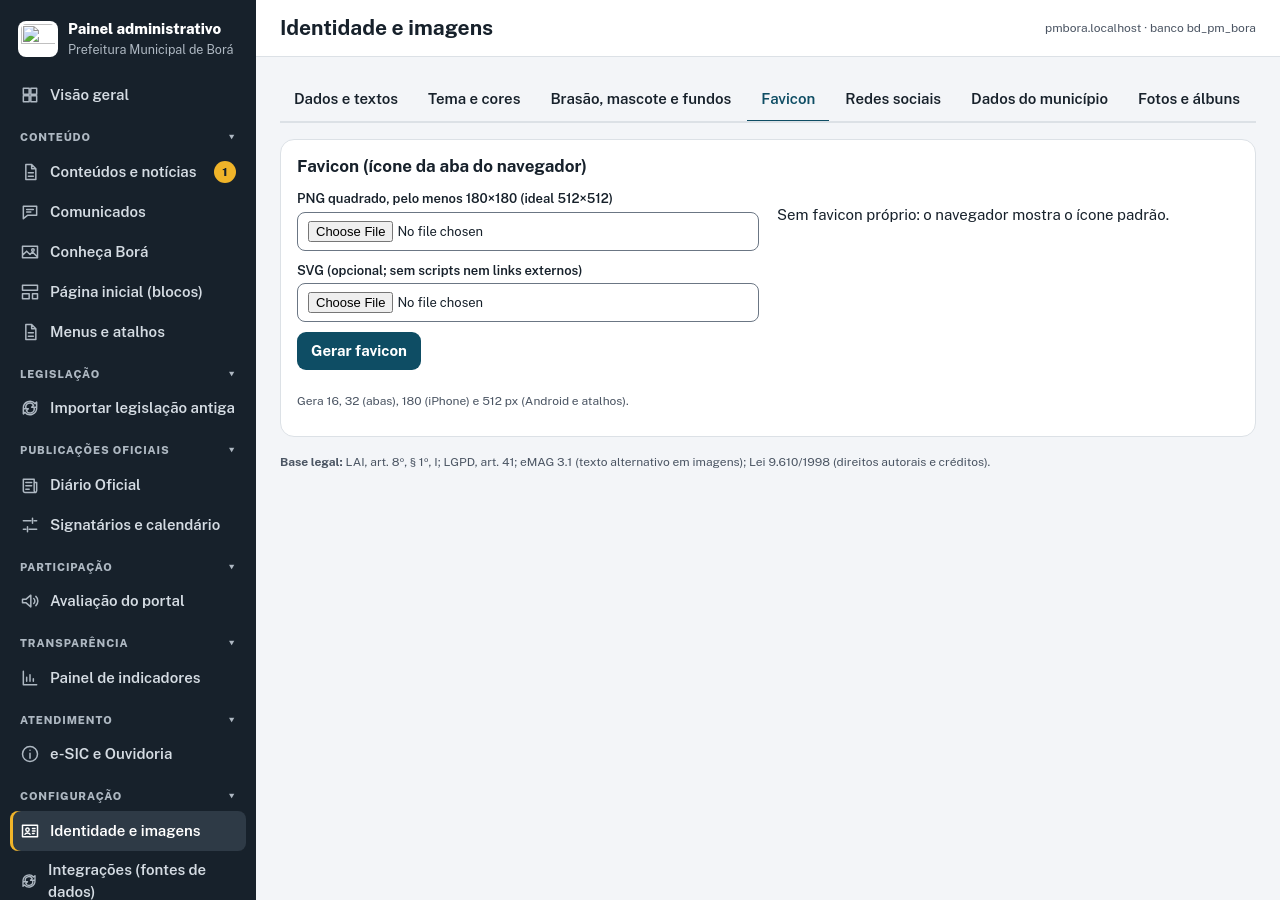 Painel administrativo
Prefeitura Municipal de Borá
Visão geral
CONTEÚDO
Conteúdos e notícias
1
Comunicados
Conheça Borá
Página inicial (blocos)
Menus e atalhos
LEGISLAÇÃO
Importar legislação antiga
PUBLICAÇÕES OFICIAIS
Diário Oficial
Signatários e calendário
PARTICIPAÇÃO
Avaliação do portal
TRANSPARÊNCIA
Painel de indicadores
ATENDIMENTO
e-SIC e Ouvidoria
CONFIGURAÇÃO
Identidade e imagens
Integrações (fontes de
dados)
Identidade e imagens
pmbora.localhost · banco bd_pm_bora
Dados e textos
Tema e cores
Brasão, mascote e fundos
Favicon
Redes sociais
Dados do município
Fotos e álbuns
Favicon (ícone da aba do navegador)
PNG quadrado, pelo menos 180×180 (ideal 512×512)
Choose File No file chosen
SVG (opcional; sem scripts nem links externos)
Choose File No file chosen
Gerar favicon
Gera 16, 32 (abas), 180 (iPhone) e 512 px (Android e atalhos).
Sem favicon próprio: o navegador mostra o ícone padrão.
Base legal: LAI, art. 8º, § 1º, I; LGPD, art. 41; eMAG 3.1 (texto alternativo em imagens); Lei 9.610/1998 (direitos autorais e créditos).